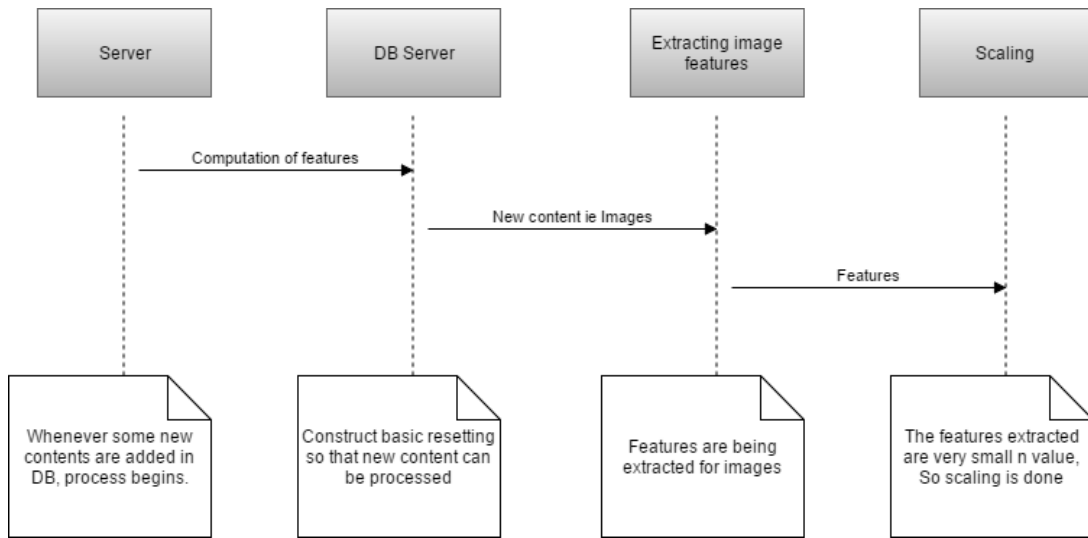 Server
DB Server
Extracting image
features
Scaling
Computation of features
New content ie Images
Features
Whenever some new
contents are added in
DB, process begins.
Construct basic resetting
so that new content can
be processed
Features are being
extracted for images
The features extracted
are very small n value,
So scaling is done